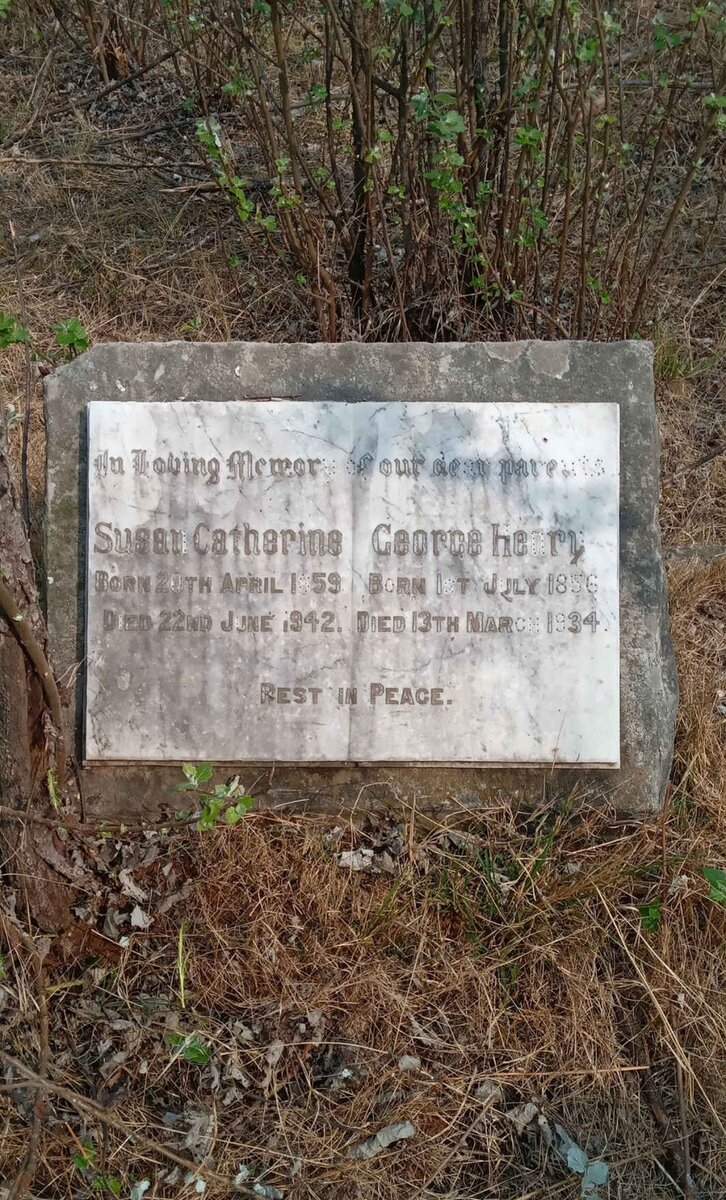 In Loving Memory of our dear parents
Susan Catherine George Henry
Born 20th April 1859 Born 1st July 1856
Died 22nd June 1942. Died 13th March 1934.
Rest in Peace.